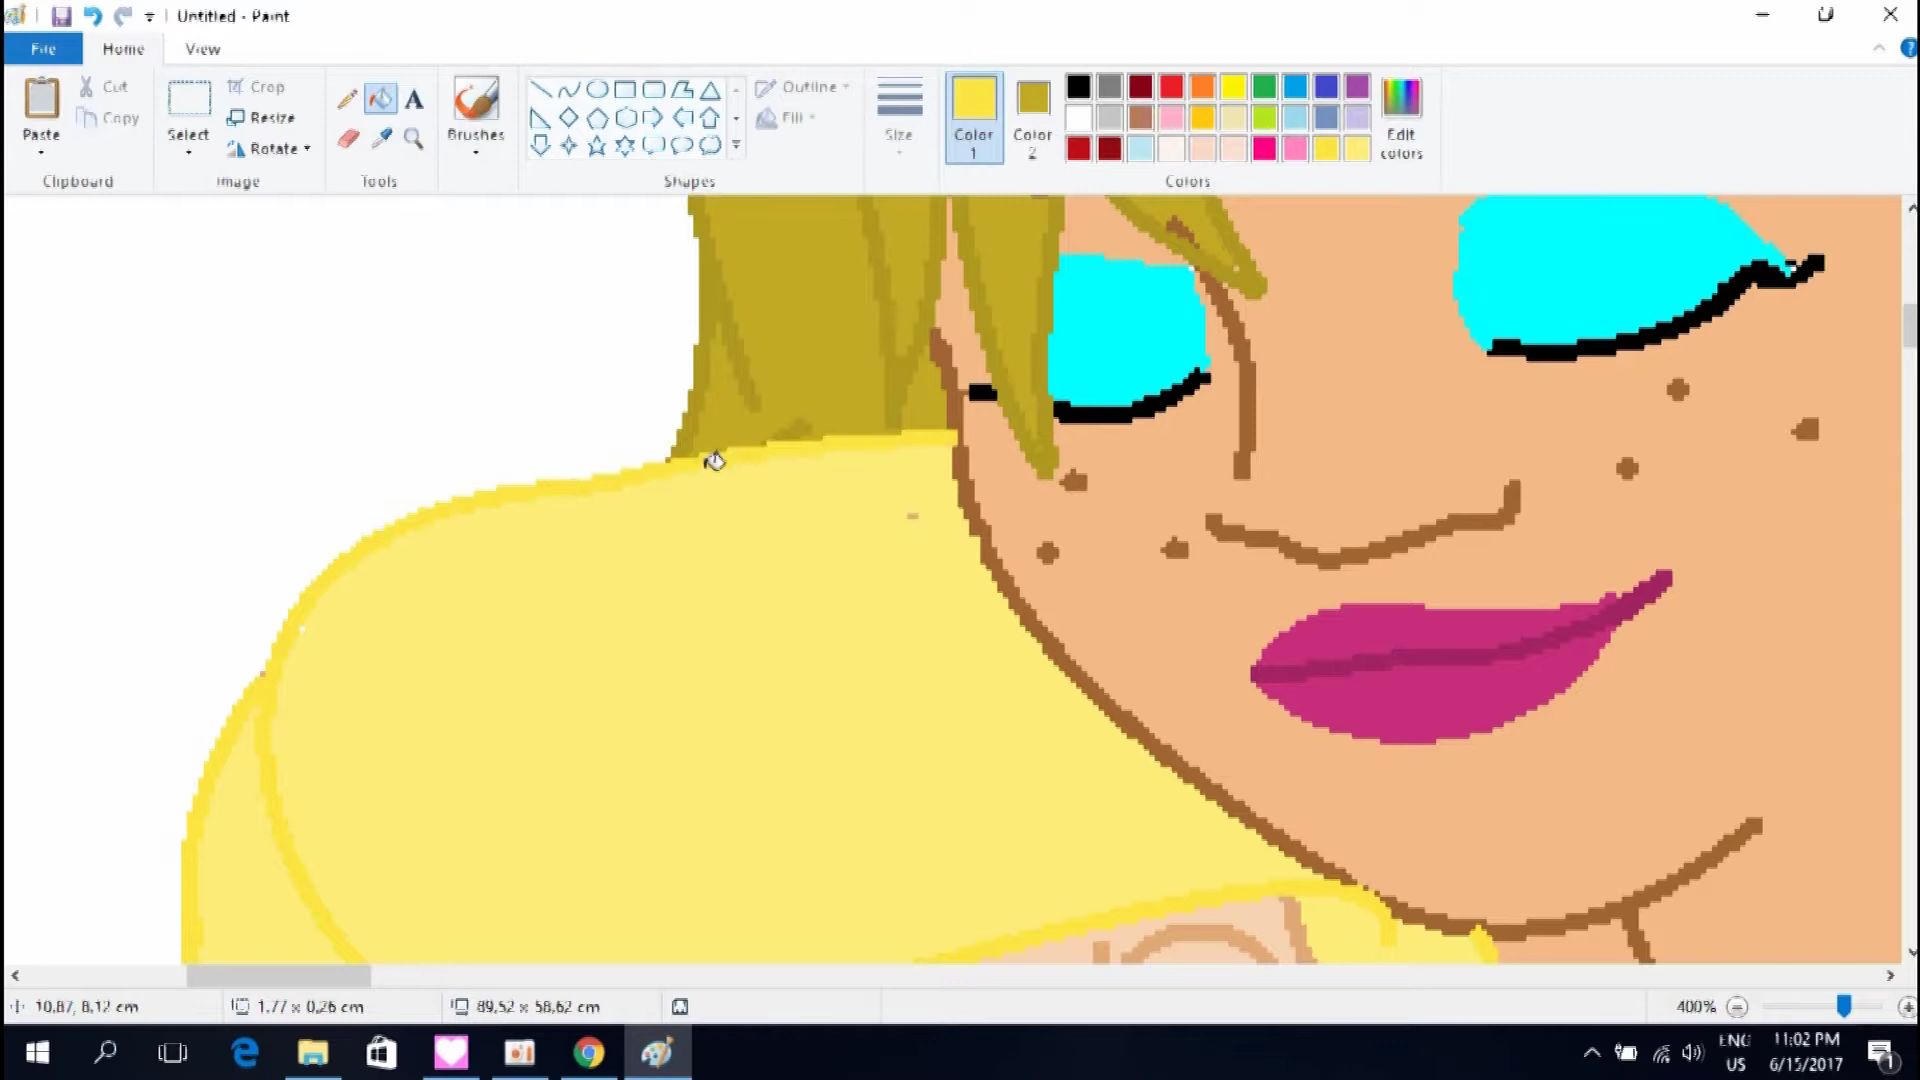 Untitled - Paint
File
Home
View
Paste
Cut
Copy
Clipboard
Select
Crop
Resize
Rotate
Image
A
Tools
Brushes
Shapes
Outline
Fill
Size
Color
1
Color
2
Edit
colors
Colors
10,87, 8,12 cm
1,77 x 0,26 cm
89,52 x 58,62 cm
400%
ENG
US
11:02 PM
6/15/2017
1